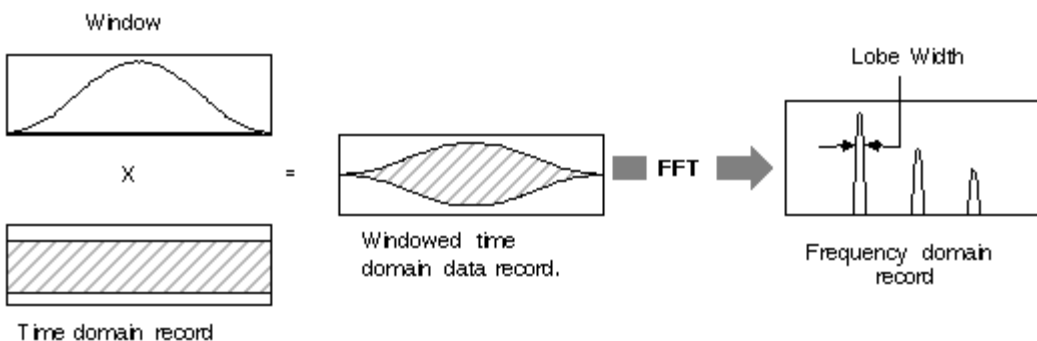 Window
X
=
Time domain record
Windowed time
domain data record.
FFT
Lobe Width
Frequency domain
record